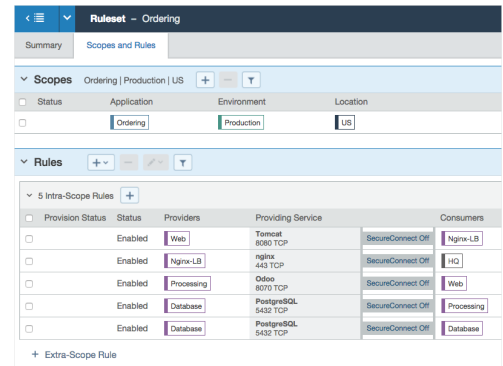 Ruleset – Ordering
Summary Scopes and Rules
Scopes Ordering | Production | US
Status Application Environment Location
Ordering Production US
Rules
5 Intra-Scope Rules
Provision Status Status Providers Providing Service Consumers
Enabled Web Tomcat SecureConnect Off Nginx-LB
8080 TCP
Enabled Nginx-LB nginx SecureConnect Off HQ
443 TCP
Enabled Processing Odoo SecureConnect Off Web
8070 TCP
Enabled Database PostgreSQL SecureConnect Off Processing
5432 TCP
Enabled Database PostgreSQL SecureConnect Off Database
5432 TCP
+ Extra-Scope Rule